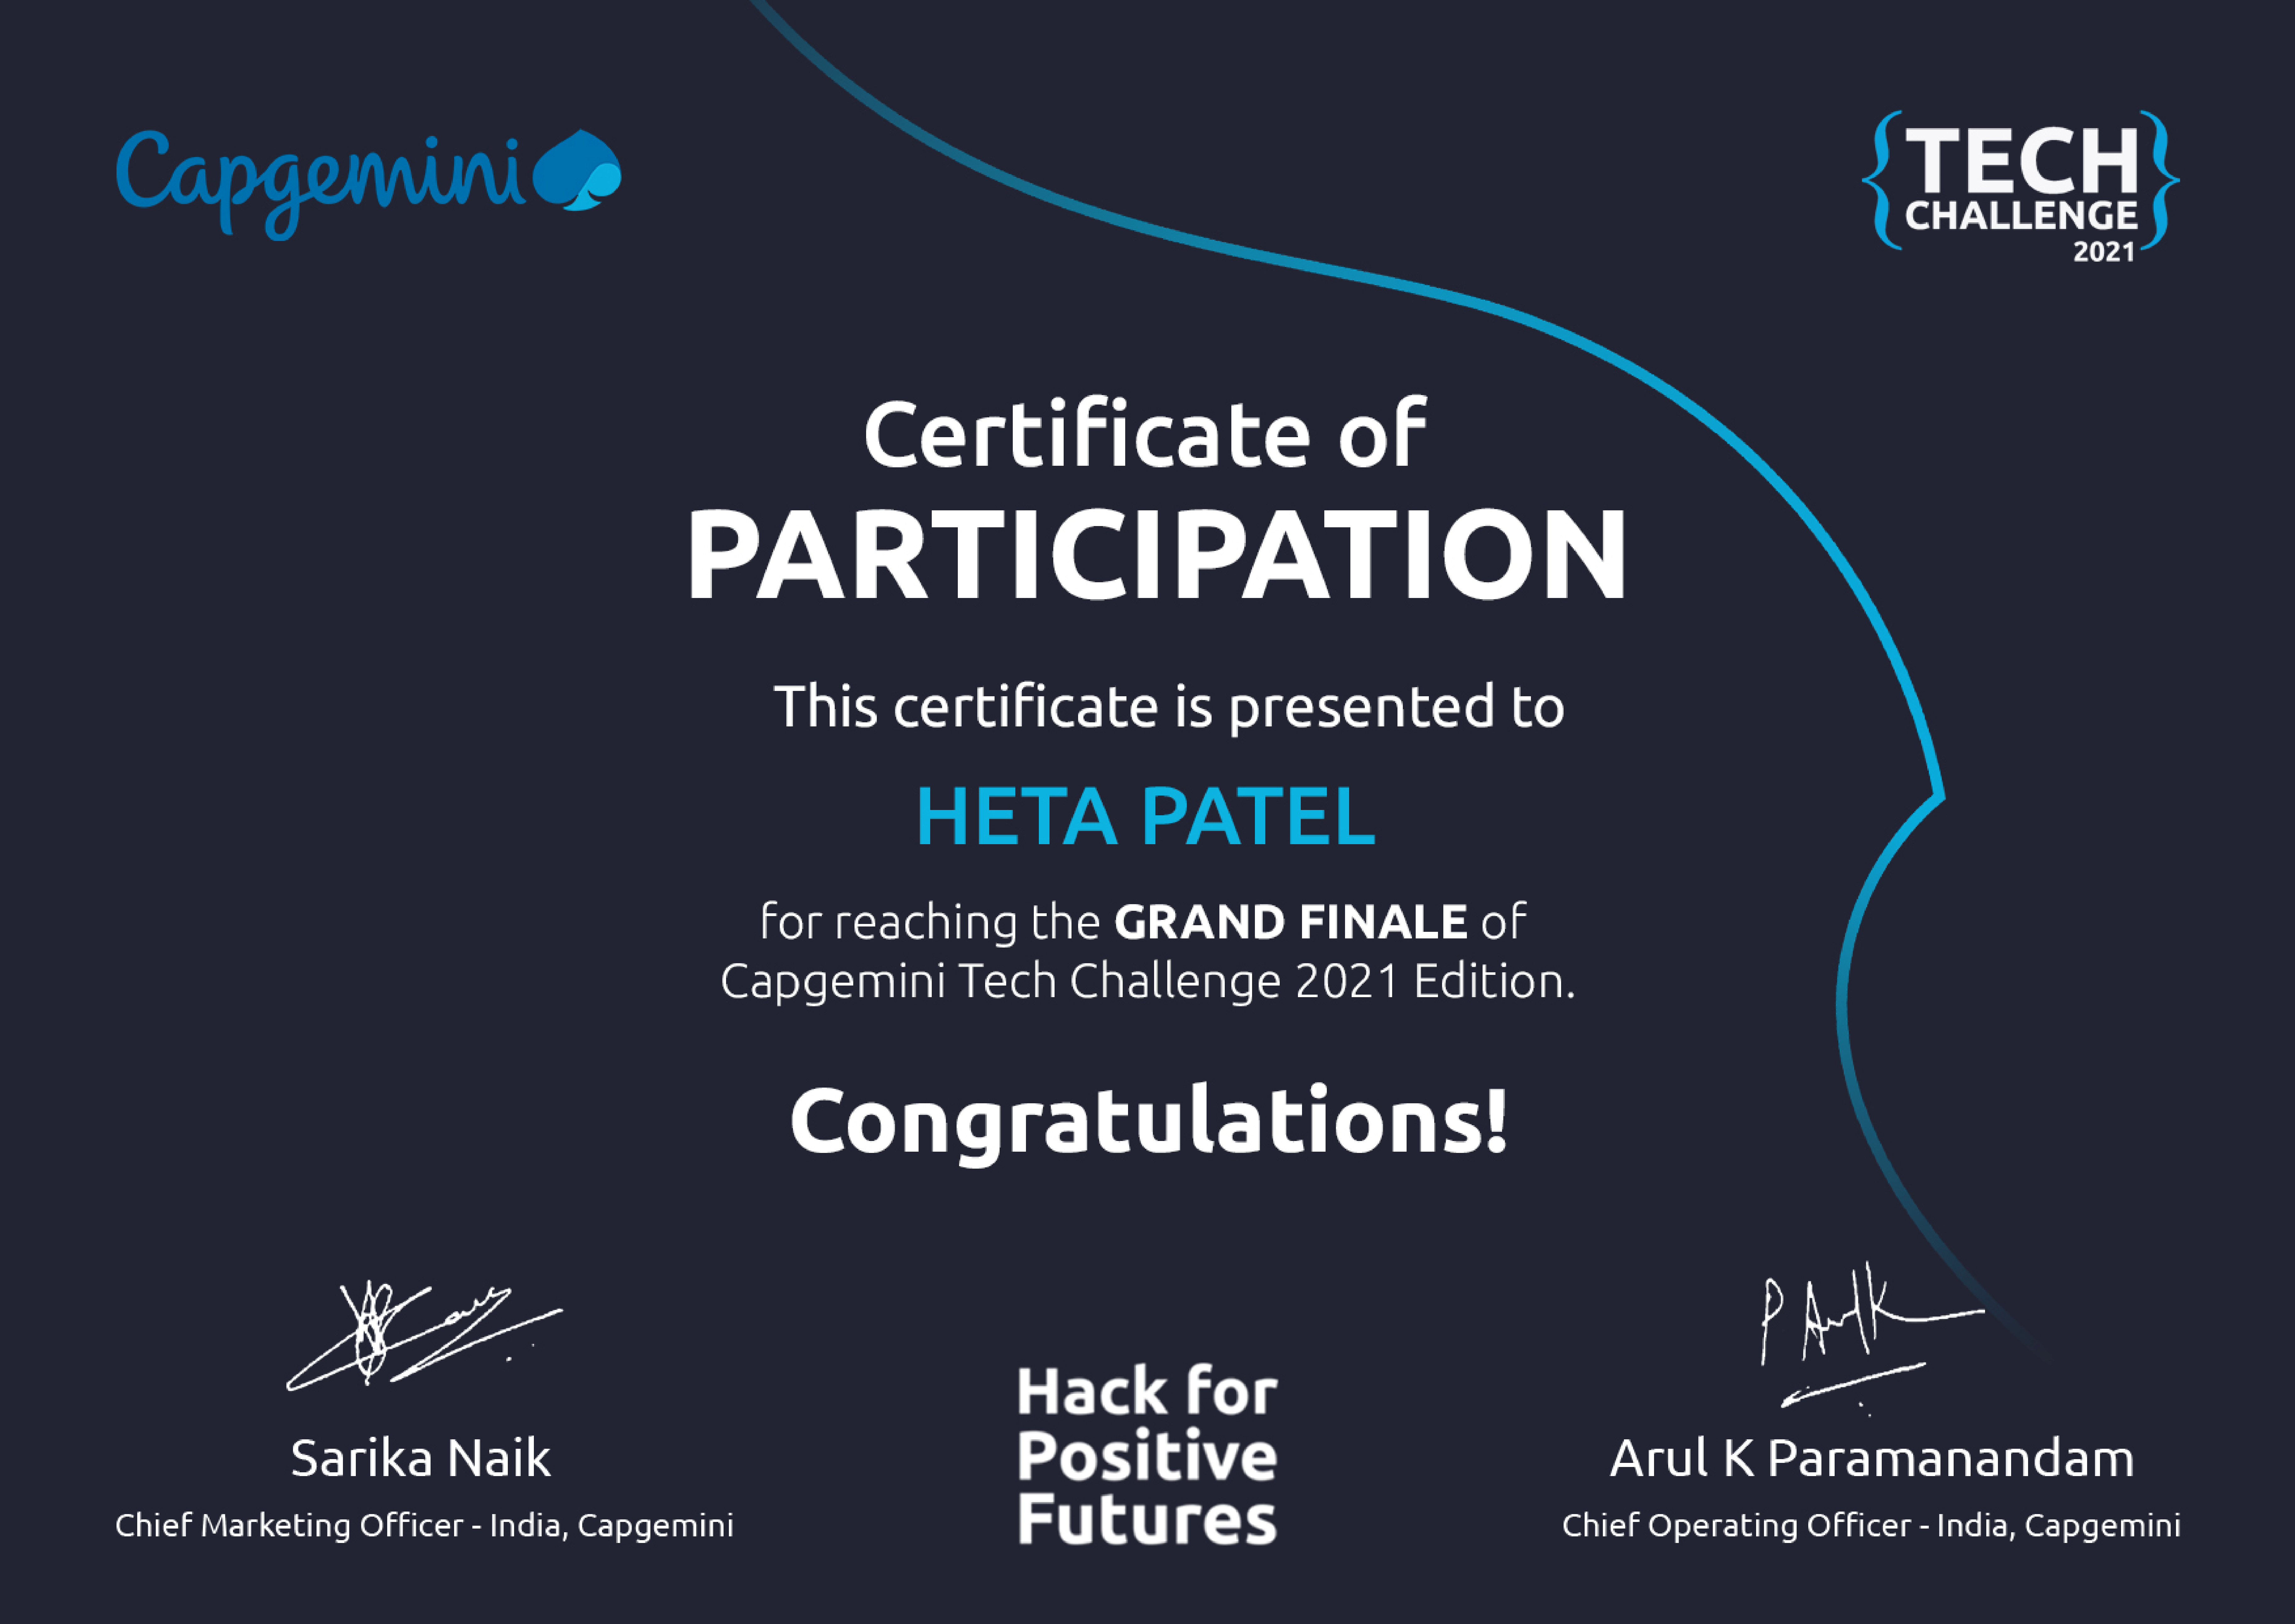 Capgemini
TECH
CHALLENGE
2021
Certificate of
PARTICIPATION
This certificate is presented to
HETA PATEL
for reaching the GRAND FINALE of
Capgemini Tech Challenge 2021 Edition.
Congratulations!
P Arulk
Sarika Naik
Chief Marketing Officer - India, Capgemini
Hack for
Positive
Futures
Arul K Paramanandam
Chief Operating Officer - India, Capgemini